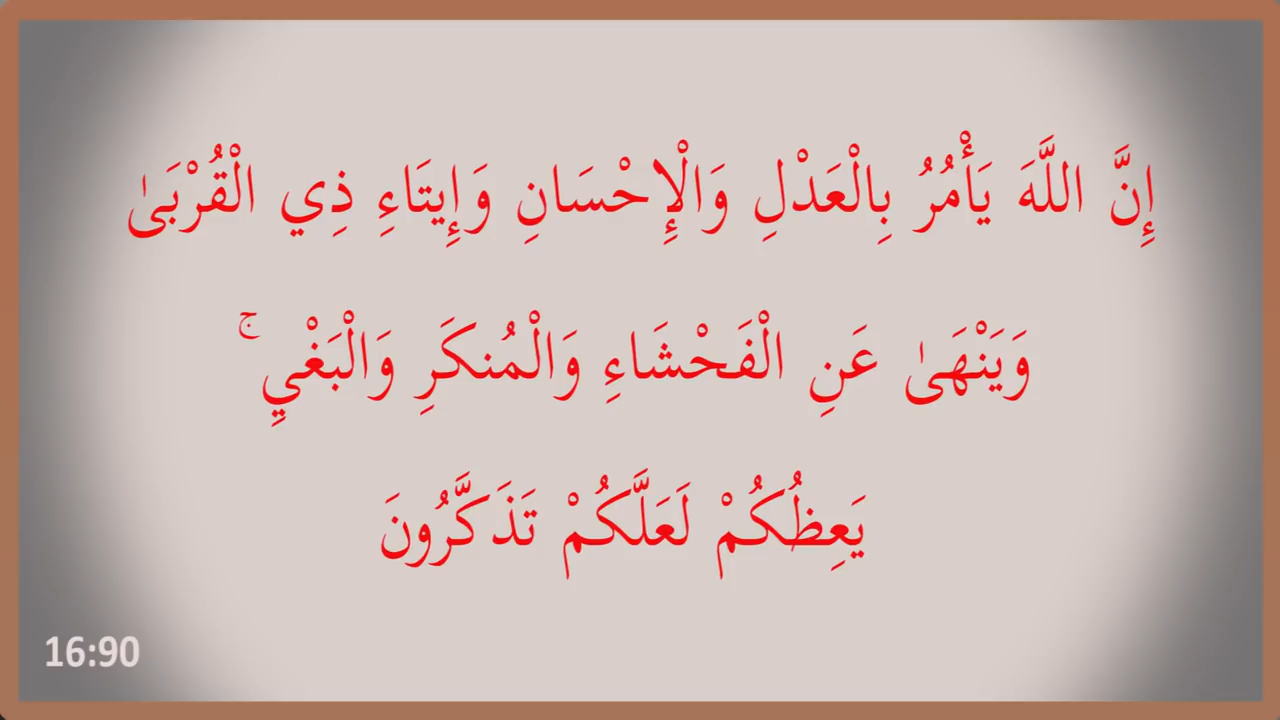 إِنَّ اللَّهَ يَأْمُرُ بِالْعَدْلِ وَالْإِحْسَانِ وَإِيتَاءِ ذِي الْقُرْبَىٰ
وَيَنْهَىٰ عَنِ الْفَحْشَاءِ وَالْمُنكَرِ وَالْبَغْيِ ۚ
يَعِظُكُمْ لَعَلَّكُمْ تَذَكَّرُونَ
16:90